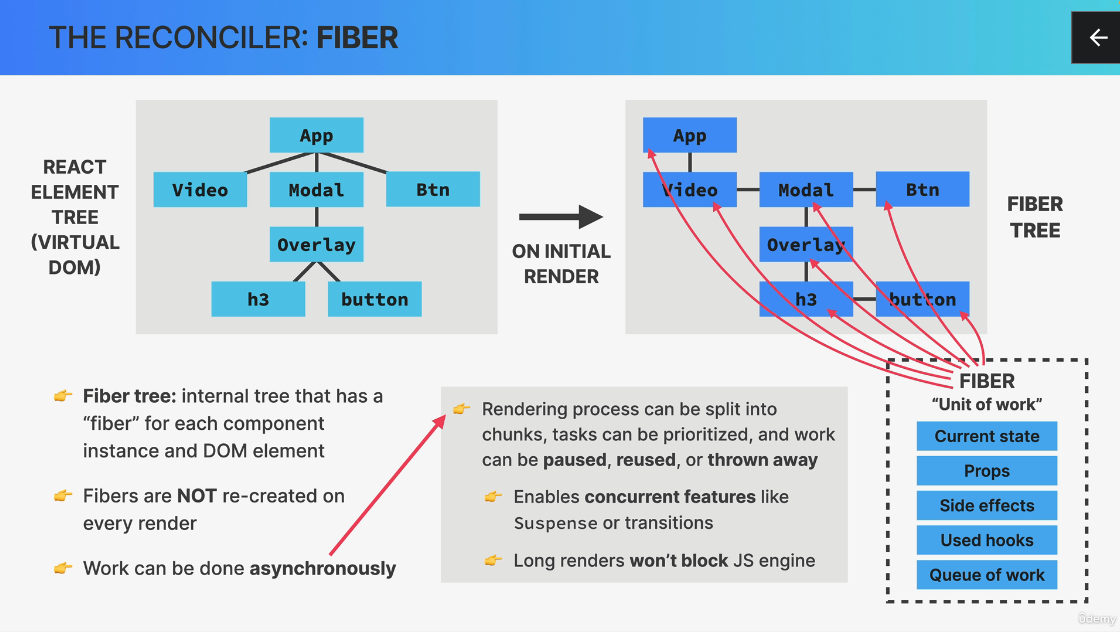 THE RECONCILER: FIBER
REACT
ELEMENT
TREE
(VIRTUAL
DOM)
App
Video
Modal
Btn
Overlay
h3
button
ON INITIAL
RENDER
App
Video
Modal
Btn
Overlay
h3
button
FIBER
TREE
👉 Fiber tree: internal tree that has a
“fiber” for each component
instance and DOM element
👉 Fibers are NOT re-created on
every render
👉 Work can be done asynchronously
👉 Rendering process can be split into
chunks, tasks can be prioritized, and work
can be paused, reused, or thrown away
👉 Enables concurrent features like
Suspense or transitions
👉 Long renders won’t block JS engine
FIBER
“Unit of work”
Current state
Props
Side effects
Used hooks
Queue of work
ûdemy